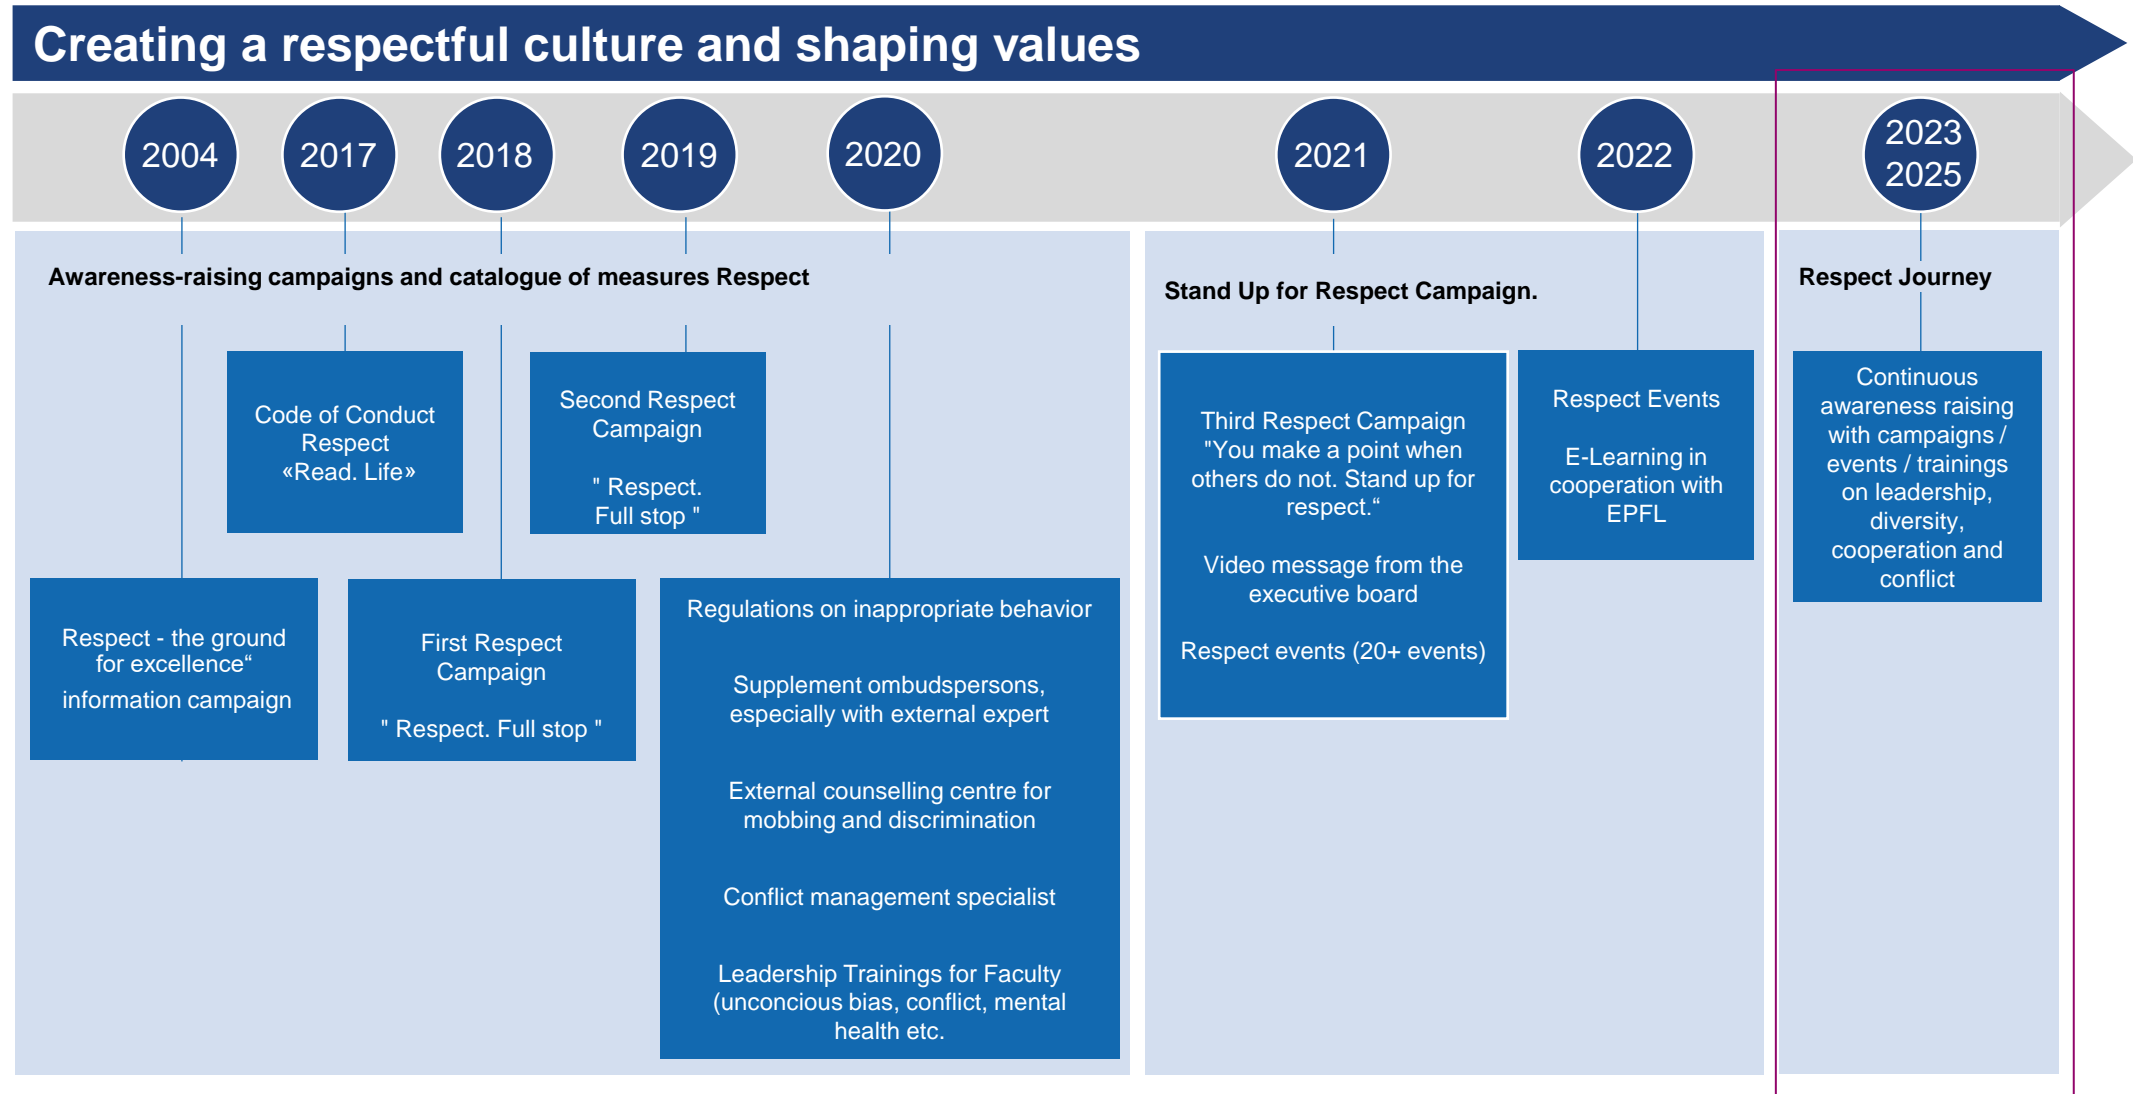 Creating a respectful culture and shaping values
2004
2017
2018
2019
2020
2021
2022
2023
2025
Awareness-raising campaigns and catalogue of measures Respect
Respect - the ground
for excellence“
information campaign
Code of Conduct
Respect
«Read. Life»
First Respect
Campaign
" Respect. Full stop "
Second Respect
Campaign
" Respect.
Full stop "
Regulations on inappropriate behavior
Supplement ombudspersons,
especially with external expert
External counselling centre for
mobbing and discrimination
Conflict management specialist
Leadership Trainings for Faculty
(unconcious bias, conflict, mental
health etc.
Stand Up for Respect Campaign.
Third Respect Campaign
"You make a point when
others do not. Stand up for
respect.“
Video message from the
executive board
Respect events (20+ events)
Respect Events
E-Learning in
cooperation with
EPFL
Respect Journey
Continuous
awareness raising
with campaigns /
events / trainings
on leadership,
diversity,
cooperation and
conflict